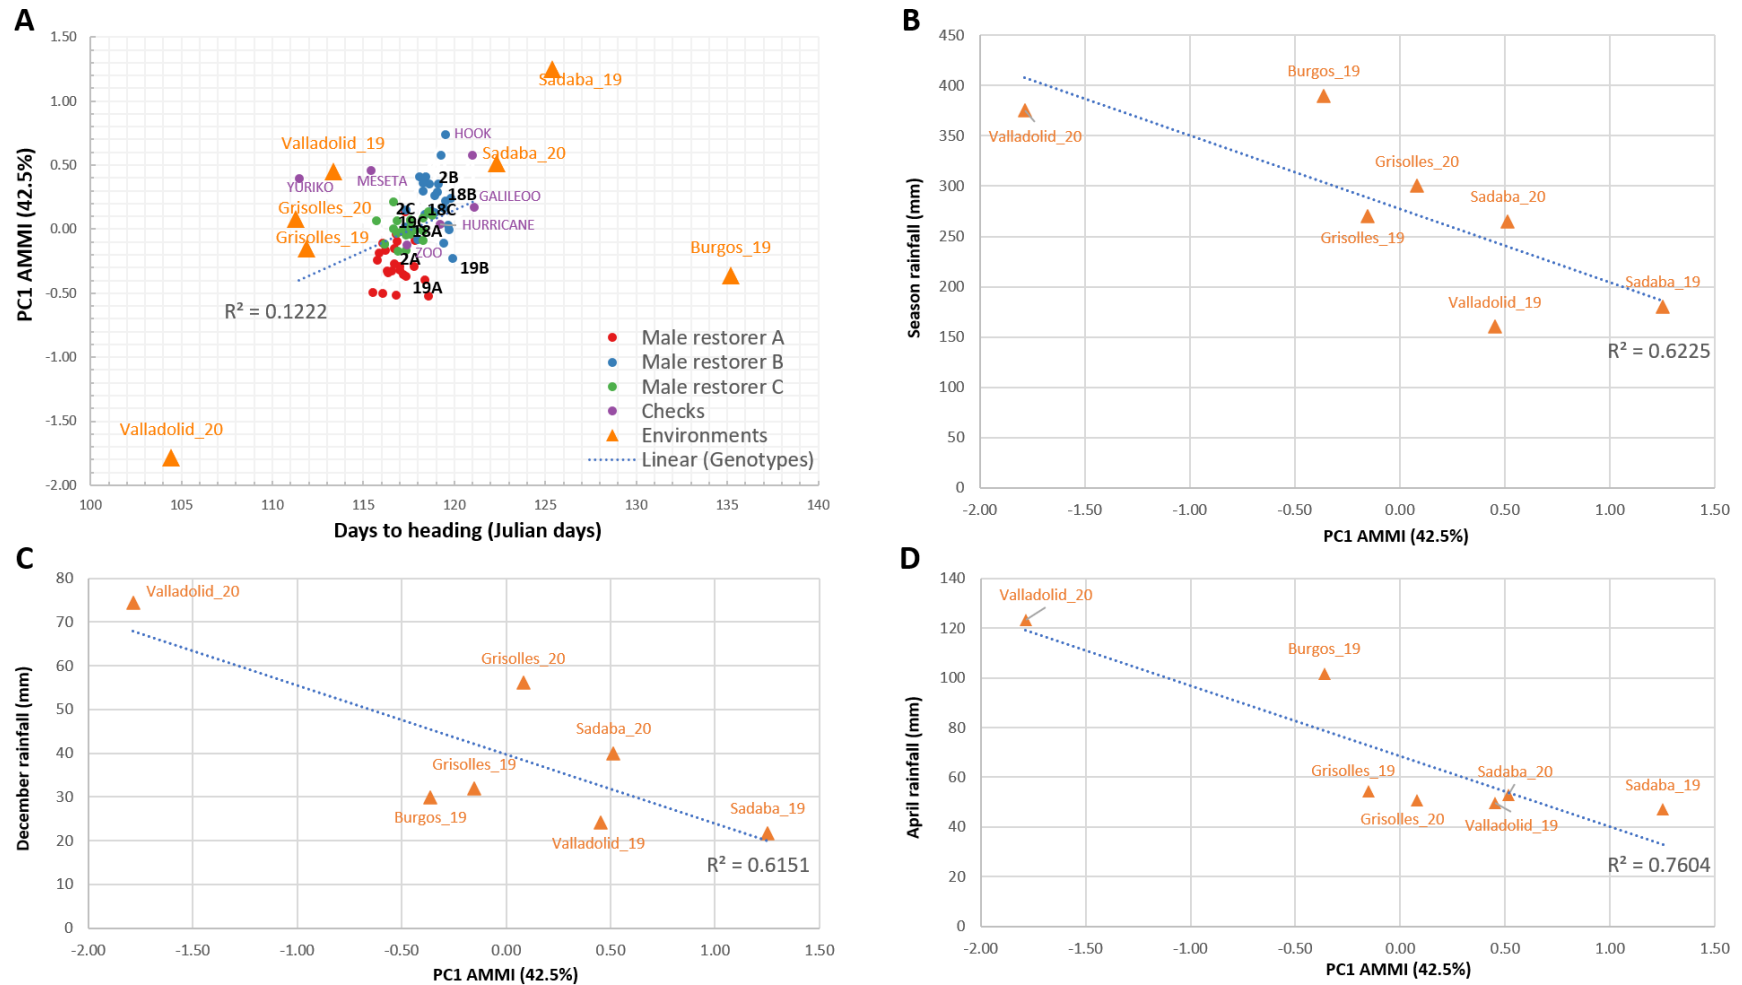 A
PC1 AMMI (42.5%)
1.50
1.00
0.50
0.00
-0.50
-1.00
-1.50
-2.00
100
105
110
115
120
125
130
135
140
Days to heading (Julian days)
Sadaba_19
HOOK
Valladolid_19
Sadaba_20
MESETA
YURIKO
2B
18B
GALILEOO
Grisolles_20
2C
18C
19C
HURRICANE
18A
Grisolles_19
ZOO
Burgos_19
2A
19B
19A
R² = 0.1222
Valladolid_20
Male restorer A
Male restorer B
Male restorer C
Checks
Environments
Linear (Genotypes)
B
Season rainfall (mm)
450
400
350
300
250
200
150
100
50
0
-2.00
-1.50
-1.00
-0.50
0.00
0.50
1.00
1.50
PC1 AMMI (42.5%)
Burgos_19
Valladolid_20
Grisolles_20
Sadaba_20
Grisolles_19
Sadaba_19
Valladolid_19
R² = 0.6225
C
December rainfall (mm)
80
70
60
50
40
30
20
10
0
-2.00
-1.50
-1.00
-0.50
0.00
0.50
1.00
1.50
PC1 AMMI (42.5%)
Valladolid_20
Grisolles_20
Sadaba_20
Grisolles_19
Burgos_19
Sadaba_19
Valladolid_19
R² = 0.6151
D
April rainfall (mm)
140
120
100
80
60
40
20
0
-2.00
-1.50
-1.00
-0.50
0.00
0.50
1.00
1.50
PC1 AMMI (42.5%)
Valladolid_20
Burgos_19
Grisolles_19
Sadaba_20
Sadaba_19
Grisolles_20
Valladolid_19
R² = 0.7604